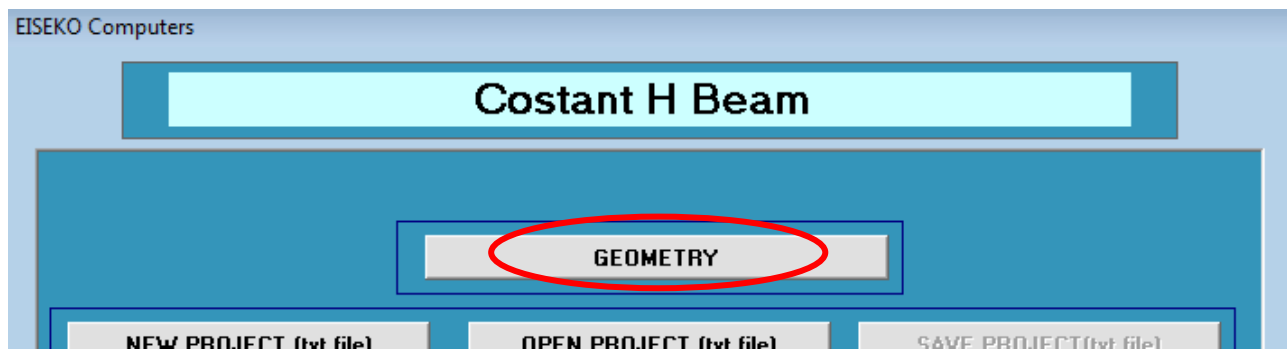 EISEKO Computers
Costant H Beam
GEOMETRY
NEW PROJECT (txt file) OPEN PROJECT (txt file) SAVE PROJECT(txt file)